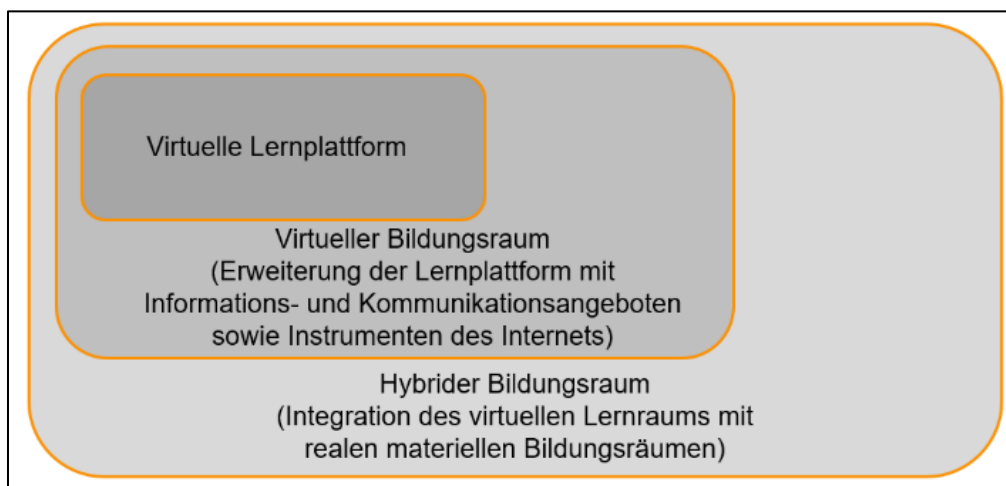 Virtuelle Lernplattform
Virtueller Bildungsraum
(Erweiterung der Lernplattform mit
Informations- und Kommunikationsangeboten
sowie Instrumenten des Internets)
Hybrider Bildungsraum
(Integration des virtuellen Lernraums mit
realen materiellen Bildungsräumen)